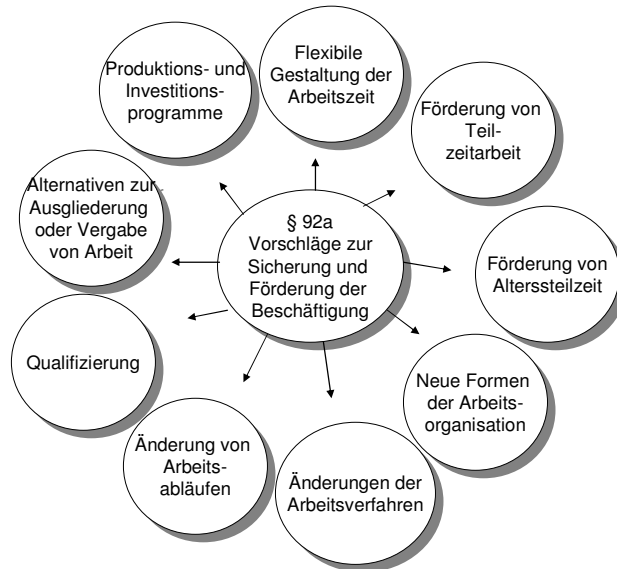 Flexibile
Gestaltung der
Arbeitszeit
Produktions- und
Investitions-
programme
Förderung von
Teil-
zeitarbeit
Alternativen zur
Ausgliederung
oder Vergabe
von Arbeit
§ 92a
Vorschläge zur
Sicherung und
Förderung der
Beschäftigung
Förderung von
Alterssteilzeit
Qualifizierung
Neue Formen
der Arbeits-
organisation
Änderung von
Arbeits-
abläufen
Änderungen der
Arbeitsverfahren